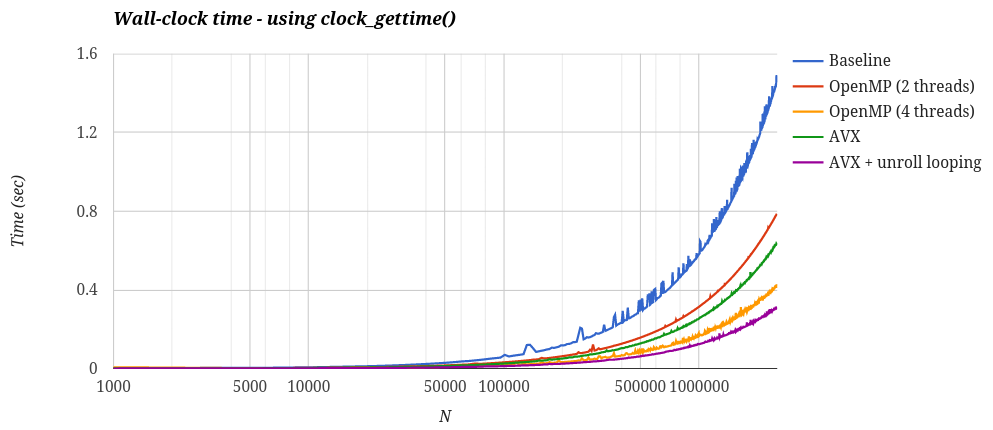 Wall-clock time - using clock_gettime()
1.6
1.2
0.8
0.4
0
Time (sec)
1000 5000 10000 50000 100000 500000 1000000
N
Baseline
OpenMP (2 threads)
OpenMP (4 threads)
AVX
AVX + unroll looping